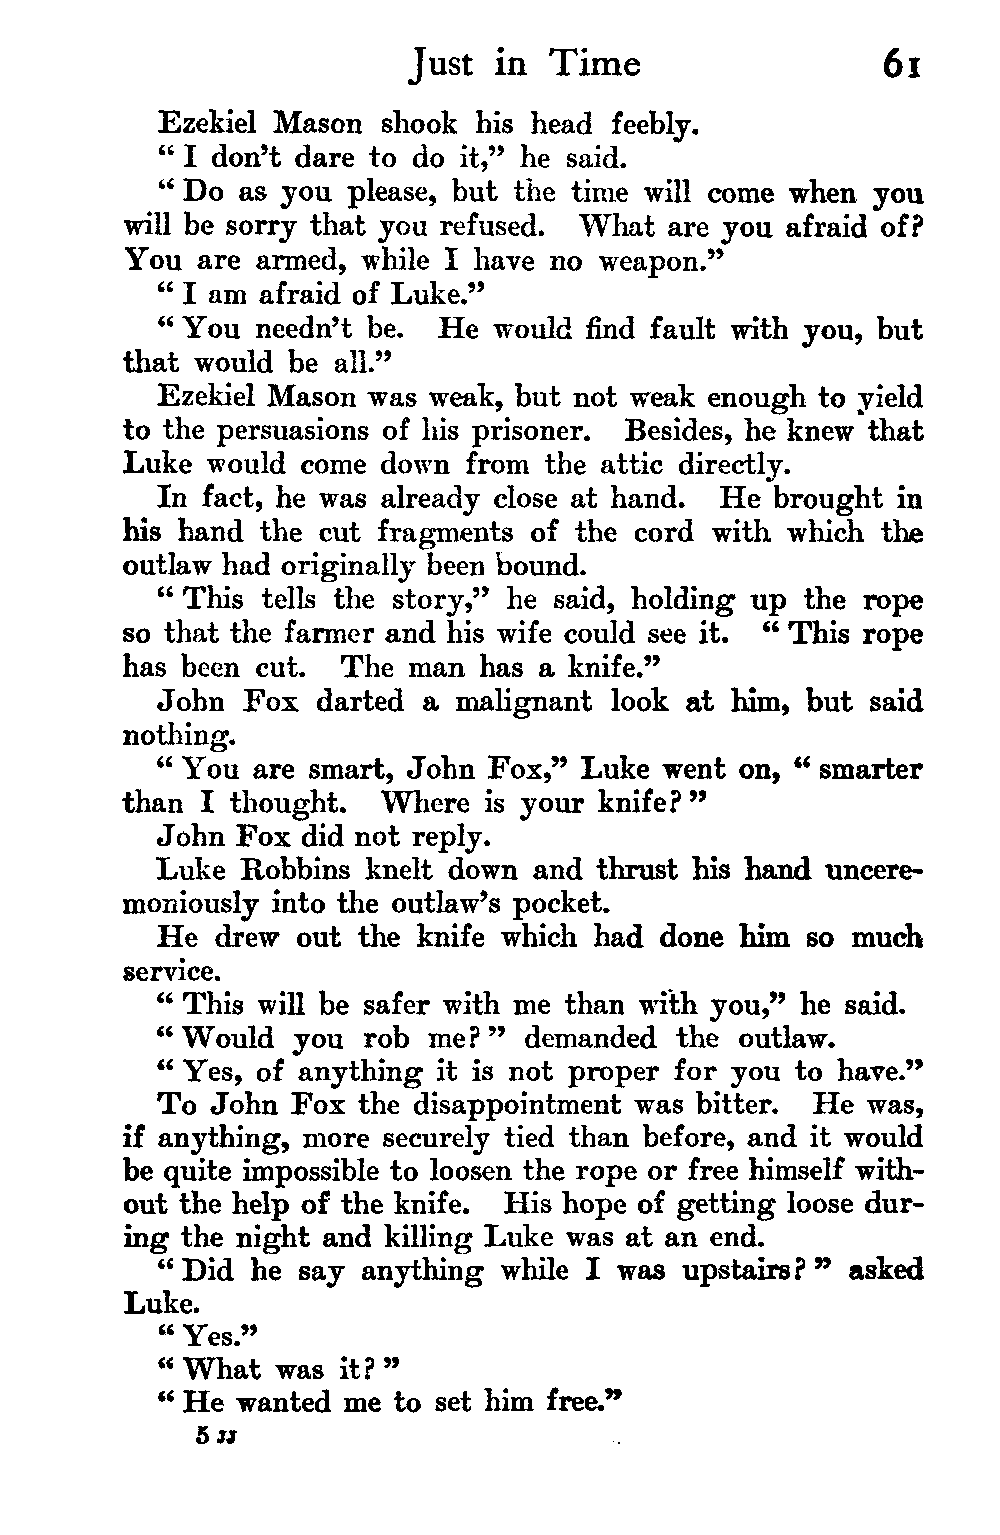 Just in Time 61
Ezekiel Mason shook his head feebly.
“ I don’t dare to do it,” he said.
“ Do as you please, but the time will come when you
will be sorry that you refused. What are you afraid of?
You are armed, while I have no weapon.”
“ I am afraid of Luke.”
“ You needn’t be. He would find fault with you, but
that would be all.”
Ezekiel Mason was weak, but not weak enough to yield
to the persuasions of his prisoner. Besides, he knew that
Luke would come down from the attic directly.
In fact, he was already close at hand. He brought in
his hand the cut fragments of the cord with which the
outlaw had originally been bound.
“ This tells the story,” he said, holding up the rope
so that the farmer and his wife could see it. “ This rope
has been cut. The man has a knife.”
John Fox darted a malignant look at him, but said
nothing.
“ You are smart, John Fox,” Luke went on, “ smarter
than I thought. Where is your knife? ”
John Fox did not reply.
Luke Robbins knelt down and thrust his hand uncere-
moniously into the outlaw’s pocket.
He drew out the knife which had done him so much
service.
“ This will be safer with me than with you,” he said.
“ Would you rob me? ” demanded the outlaw.
“ Yes, of anything it is not proper for you to have.”
To John Fox the disappointment was bitter. He was,
if anything, more securely tied than before, and it would
be quite impossible to loosen the rope or free himself with-
out the help of the knife. His hope of getting loose dur-
ing the night and killing Luke was at an end.
“ Did he say anything while I was upstairs? ” asked
Luke.
“ Yes.”
“ What was it? ”
“ He wanted me to set him free.”
5 JJ